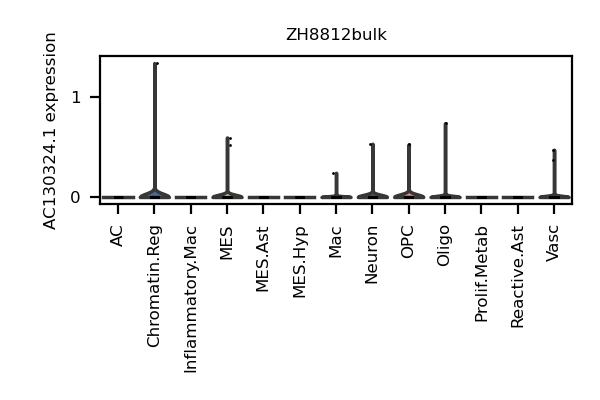 ZH8812bulk
AC130324.1 expression
1
0
AC
Chromatin.Reg
Inflammatory.Mac
MES
MES.Ast
MES.Hyp
Mac
Neuron
OPC
Oligo
Prolif.Metab
Reactive.Ast
Vasc